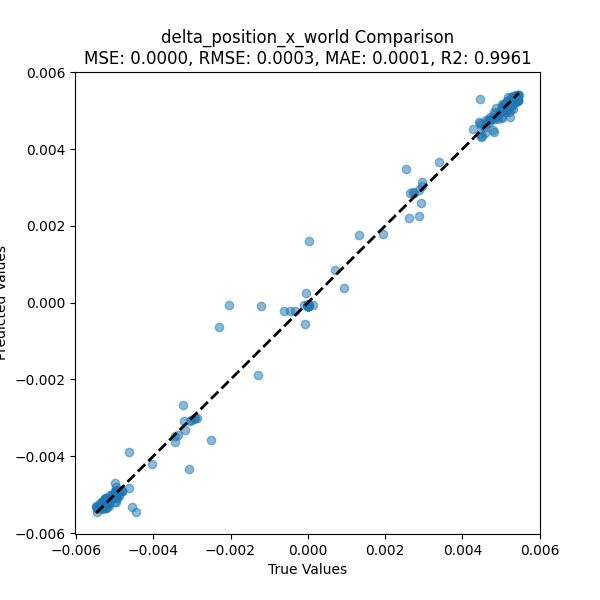 delta_position_x_world Comparison
MSE: 0.0000, RMSE: 0.0003, MAE: 0.0001, R2: 0.9961
0.006
0.004
0.002
0.000
−0.002
−0.004
−0.006
Predicted Values
−0.006 −0.004 −0.002 0.000 0.002 0.004 0.006
True Values